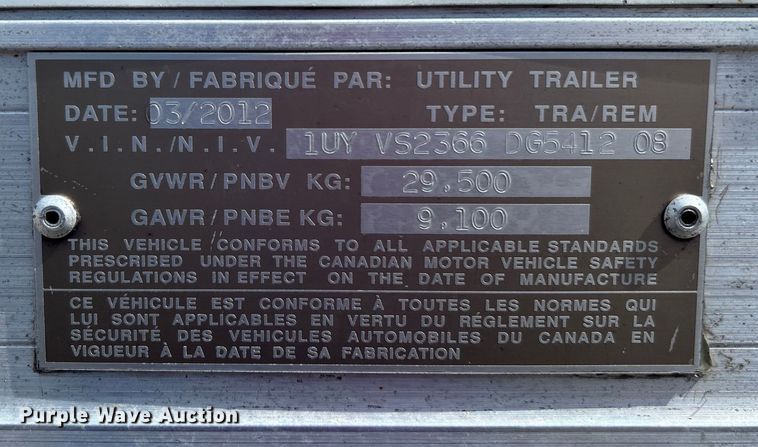 MFD BY / FABRIQUÉ PAR: UTILITY TRAILER
DATE: 03/2012 TYPE: TRA/REM
V.I.N./N.I.V. 1UY VS2366 DG5412 08
GVWR/PNBV KG: 29,500
GAWR/PNBE KG: 9,100
THIS VEHICLE CONFORMS TO ALL APPLICABLE STANDARDS
PRESCRIBED UNDER THE CANADIAN MOTOR VEHICLE SAFETY
REGULATIONS IN EFFECT ON THE DATE OF MANUFACTURE
CE VÉHICULE EST CONFORME À TOUTES LES NORMES QUI
LUI SONT APPLICABLES EN VERTU DU RÉGLEMENT SUR LA
SÉCURITÉ DES VEHICULES AUTOMOBILES DU CANADA EN
VIGUEUR À LA DATE DE SA FABRICATION
Purple Wave Auction